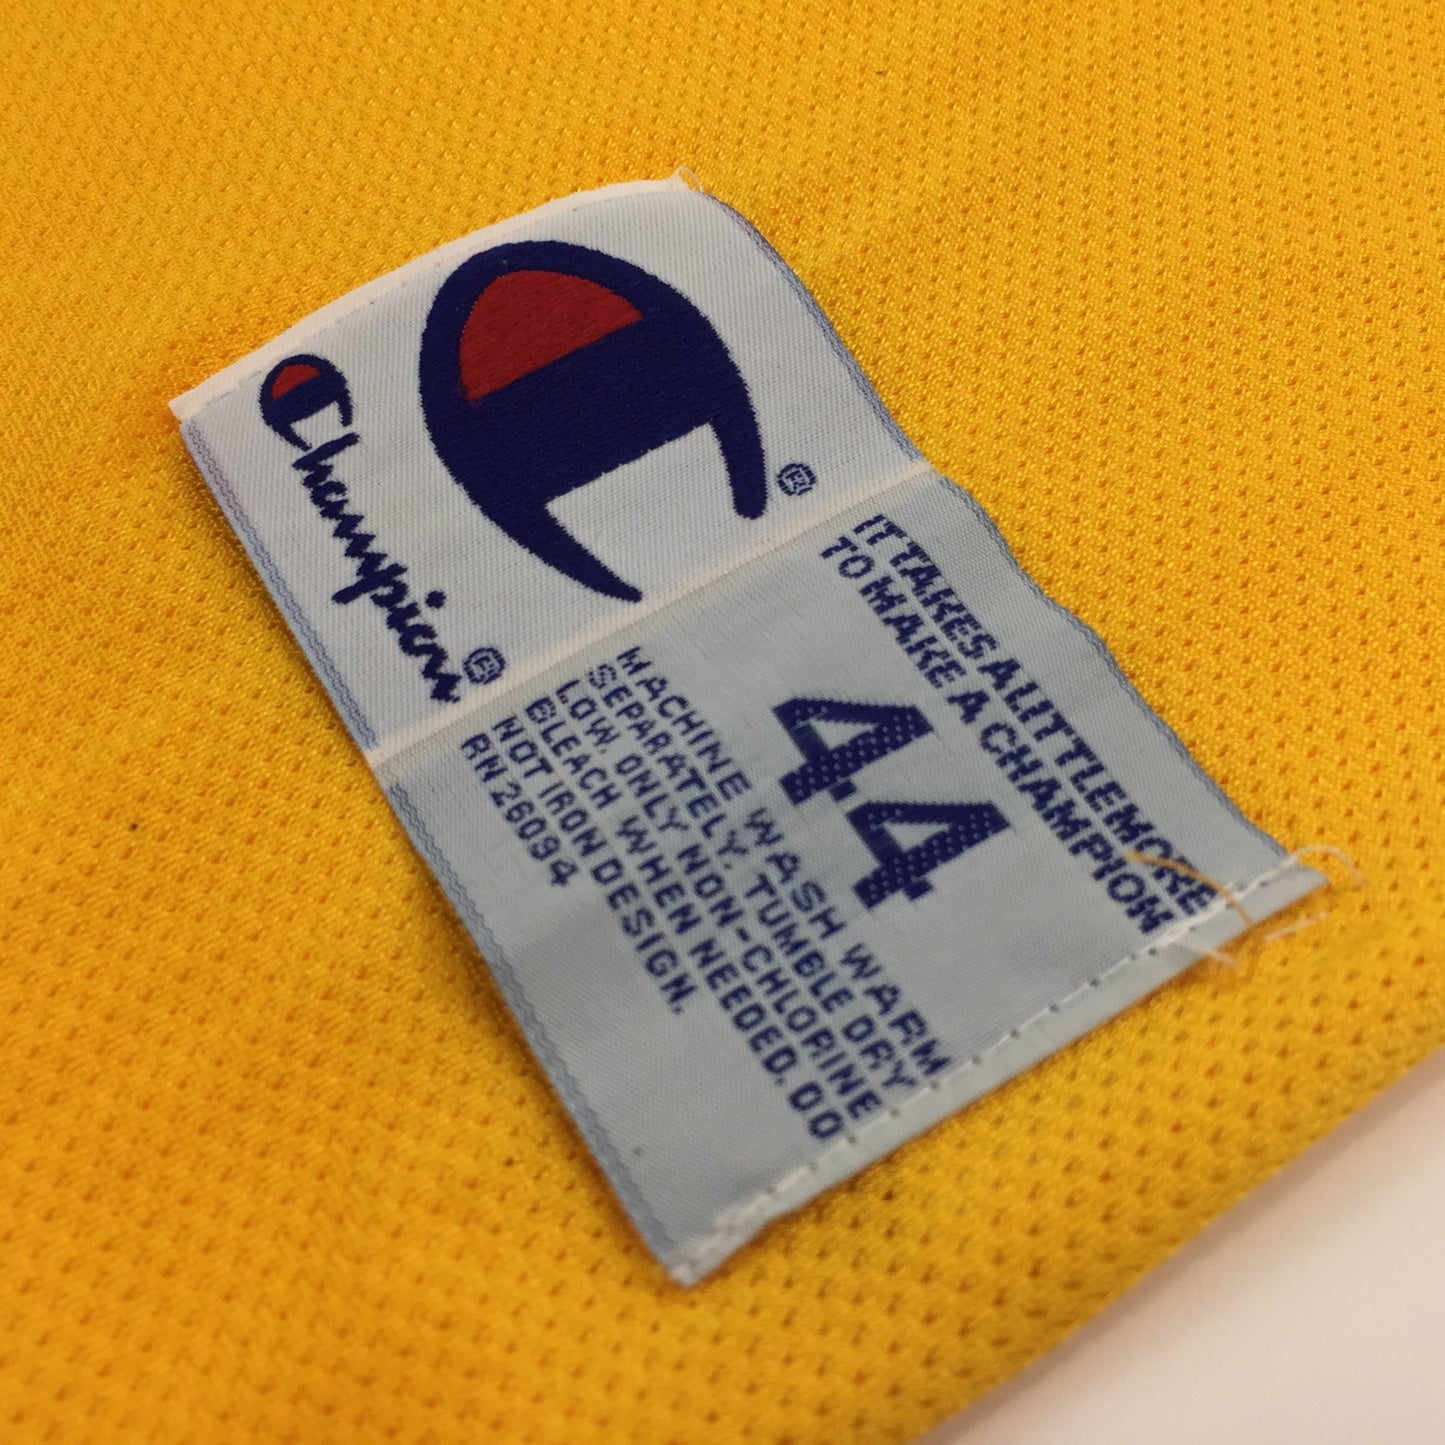 Champion®
®
IT TAKES A LITTLE MORE
TO MAKE A CHAMPION
44
MACHINE WASH WARM
SEPARATELY. TUMBLE DRY
LOW. ONLY NON-CHLORINE
BLEACH WHEN NEEDED. DO
NOT IRON DESIGN.
RN 26094